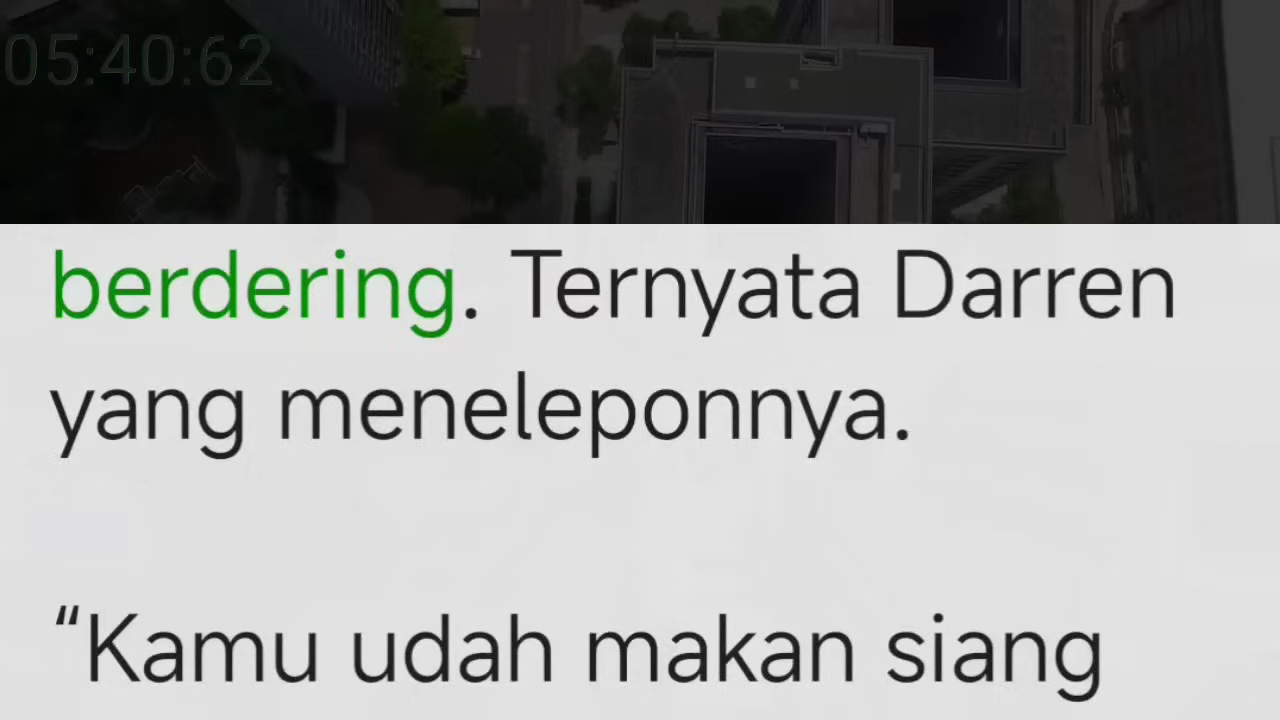 05:40:62
berdering. Ternyata Darren
yang meneleponnya.
“Kamu udah makan siang